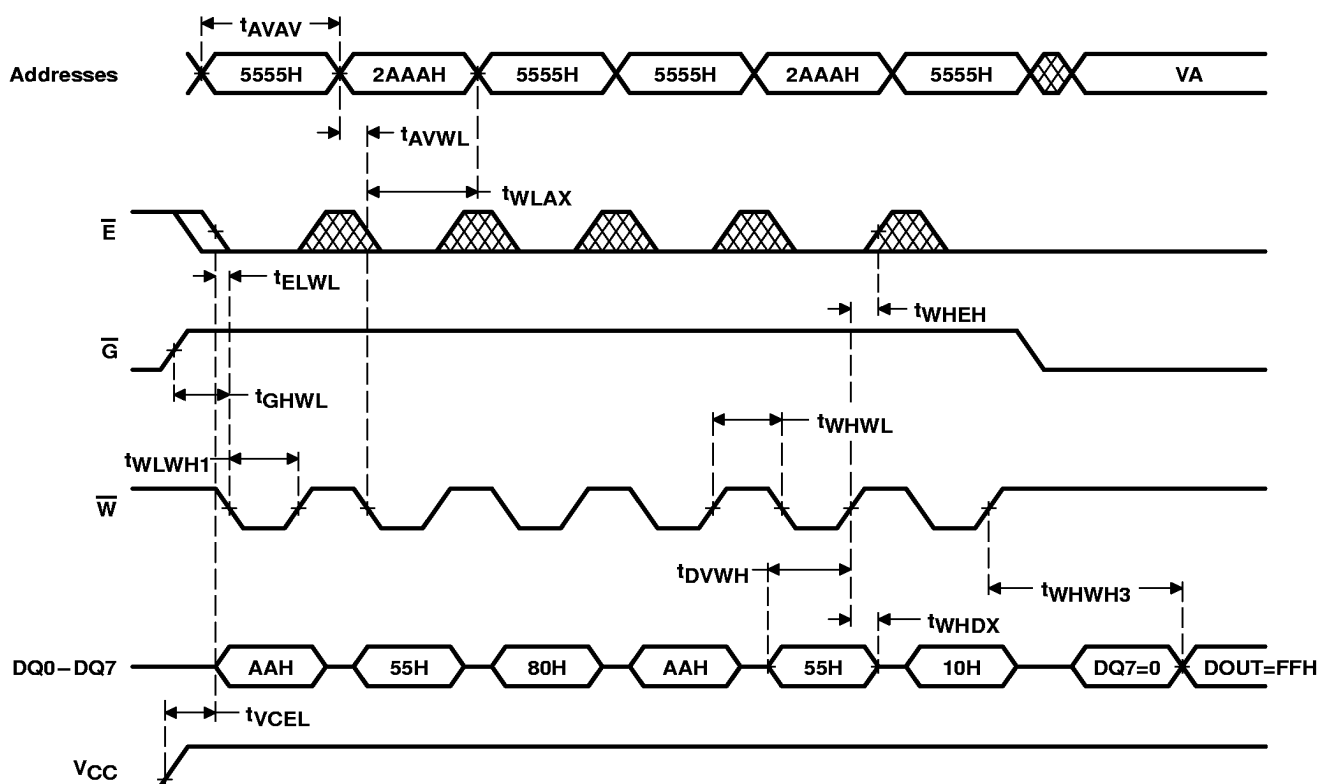 tAVAV
Addresses 5555H 2AAAH 5555H 5555H 2AAAH 5555H VA
tAVWL
tWLAX
E
tELWL
tWHEH
G
tGHWL
tWHWL
tWLWH1
W
tDVWH
tWHWH3
tWHDX
DQ0–DQ7 AAH 55H 80H AAH 55H 10H DQ7=0 DOUT=FFH
tVCEL
VCC